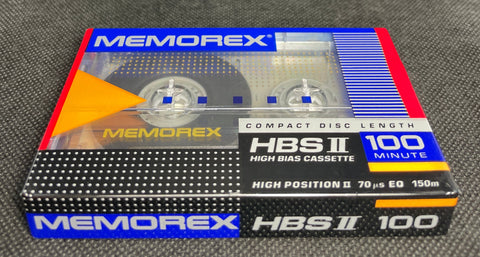 MEMOREX®
MEMOREX
COMPACT DISC LENGTH
HBS II 100
HIGH BIAS CASSETTE MINUTE
HIGH POSITION II 70 µs EQ 150m
MEMOREX HBS II 100